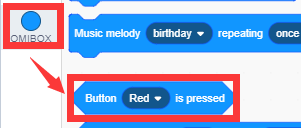 Music melody birthday repeating once
OMIBOX
Button Red is pressed